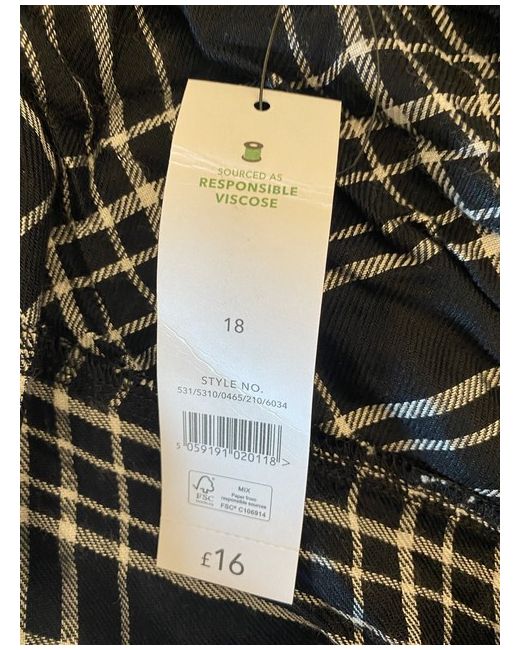 SOURCED AS
RESPONSIBLE
VISCOSE
18
STYLE NO.
531/5310/0465/210/6034
5 059191 020118 >
FSC
MIX
Paper from
responsible sources
FSC® C106914
£16